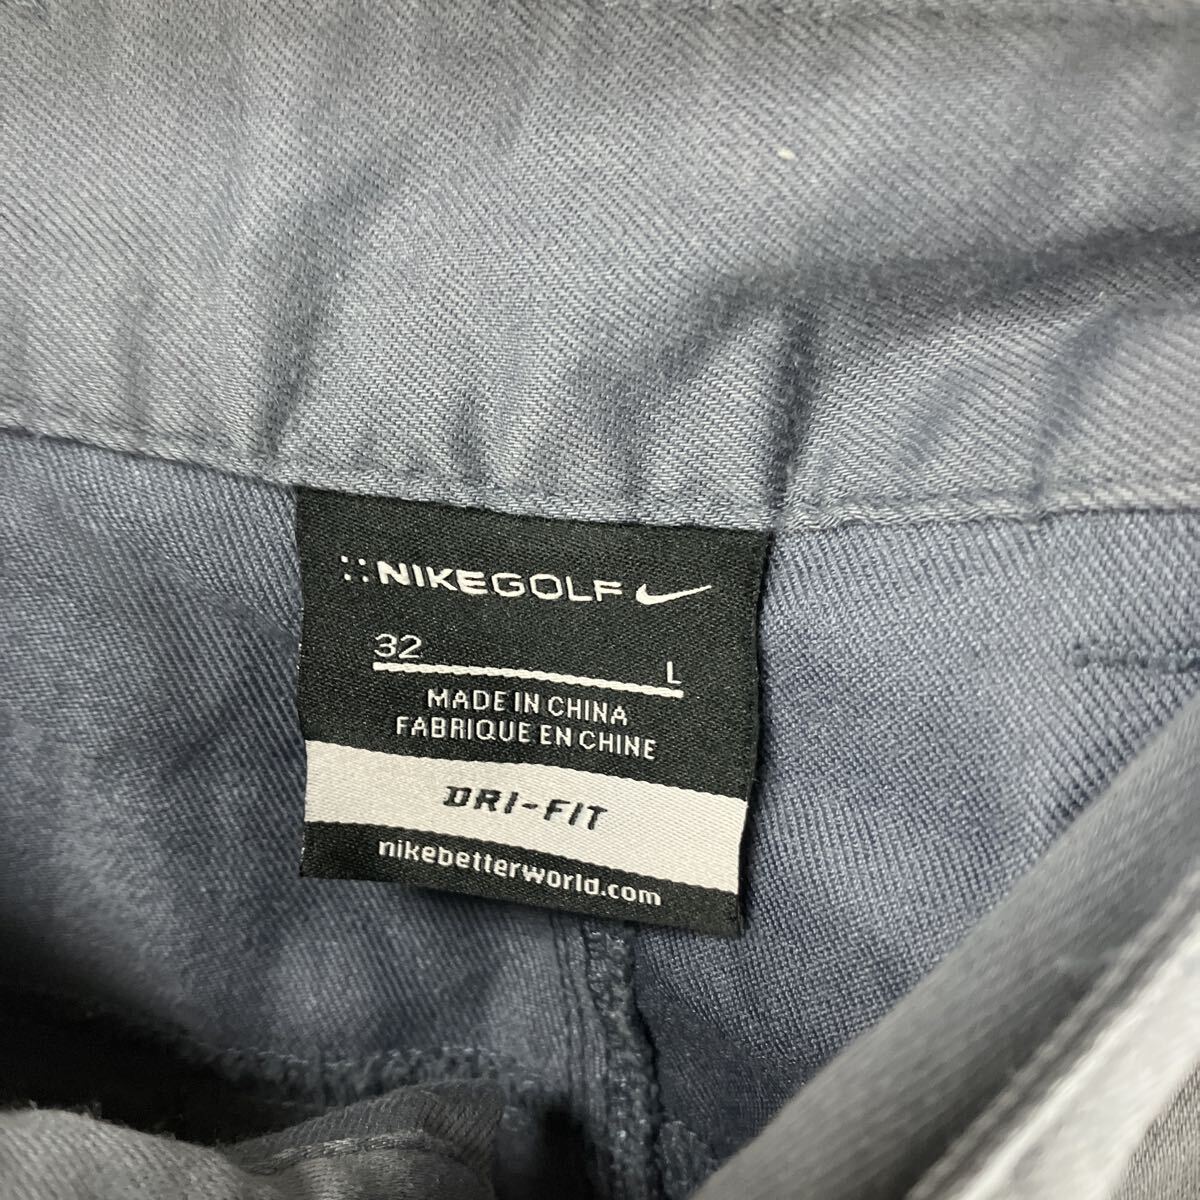 NIKEGOLF
32
L
MADE IN CHINA
FABRIQUE EN CHINE
DRI-FIT
nikebetterworld.com